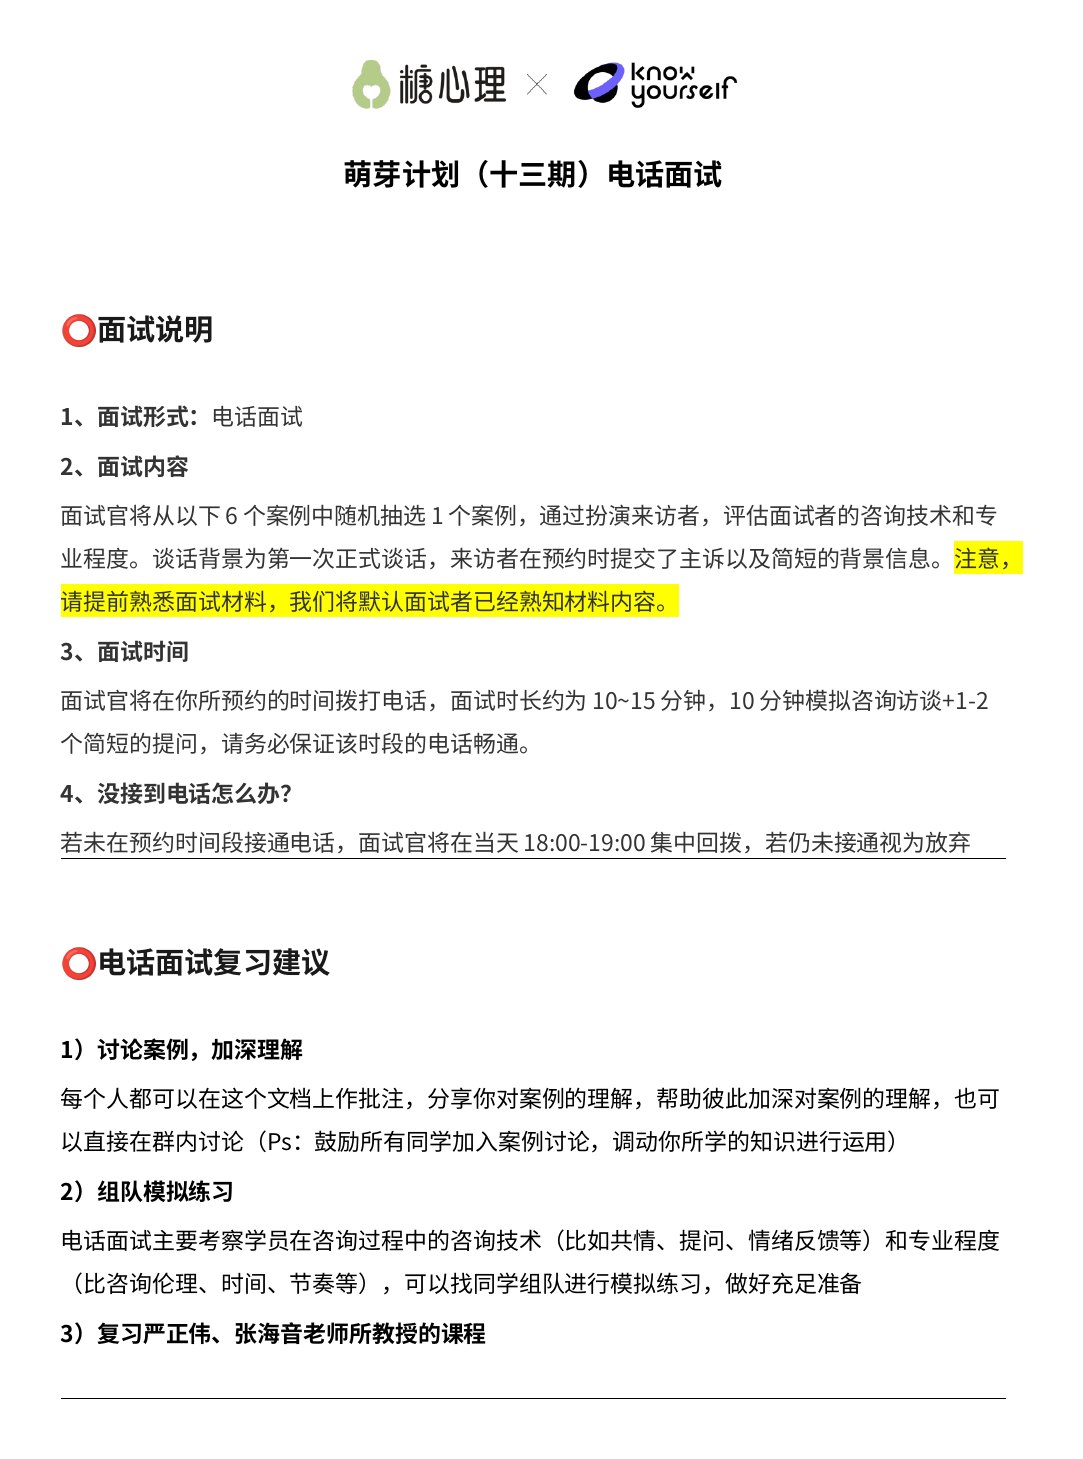 糖心理 × know yourself
萌芽计划（十三期）电话面试
⭕面试说明
1、面试形式：电话面试
2、面试内容
面试官将从以下 6 个案例中随机抽选 1 个案例，通过扮演来访者，评估面试者的咨询技术和专
业程度。谈话背景为第一次正式谈话，来访者在预约时提交了主诉以及简短的背景信息。注意，
请提前熟悉面试材料，我们将默认面试者已经熟知材料内容。
3、面试时间
面试官将在你所预约的时间拨打电话，面试时长约为 10~15 分钟，10 分钟模拟咨询访谈+1-2
个简短的提问，请务必保证该时段的电话畅通。
4、没接到电话怎么办?
若未在预约时间段接通电话，面试官将在当天 18:00-19:00 集中回拨，若仍未接通视为放弃
⭕电话面试复习建议
1）讨论案例，加深理解
每个人都可以在这个文档上作批注，分享你对案例的理解，帮助彼此加深对案例的理解，也可
以直接在群内讨论（Ps：鼓励所有同学加入案例讨论，调动你所学的知识进行运用）
2）组队模拟练习
电话面试主要考察学员在咨询过程中的咨询技术（比如共情、提问、情绪反馈等）和专业程度
（比咨询伦理、时间、节奏等），可以找同学组队进行模拟练习，做好充足准备
3）复习严正伟、张海音老师所教授的课程